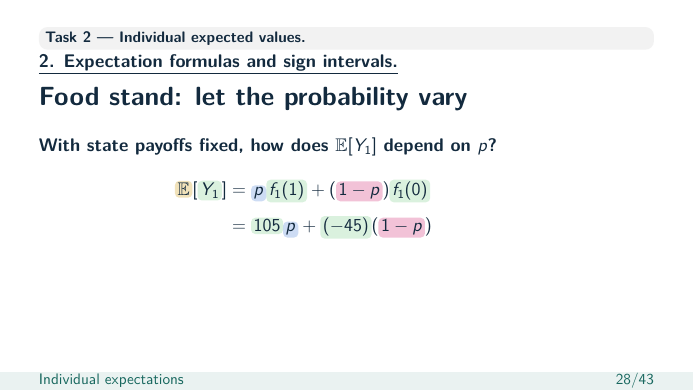 Task 2 — Individual expected values.
2. Expectation formulas and sign intervals.
Food stand: let the probability vary
With state payoffs fixed, how does 𝔼[Y₁] depend on p?
𝔼[Y₁] = p f₁(1) + (1 − p) f₁(0)
= 105 p + (−45)(1 − p)
Individual expectations
28/43